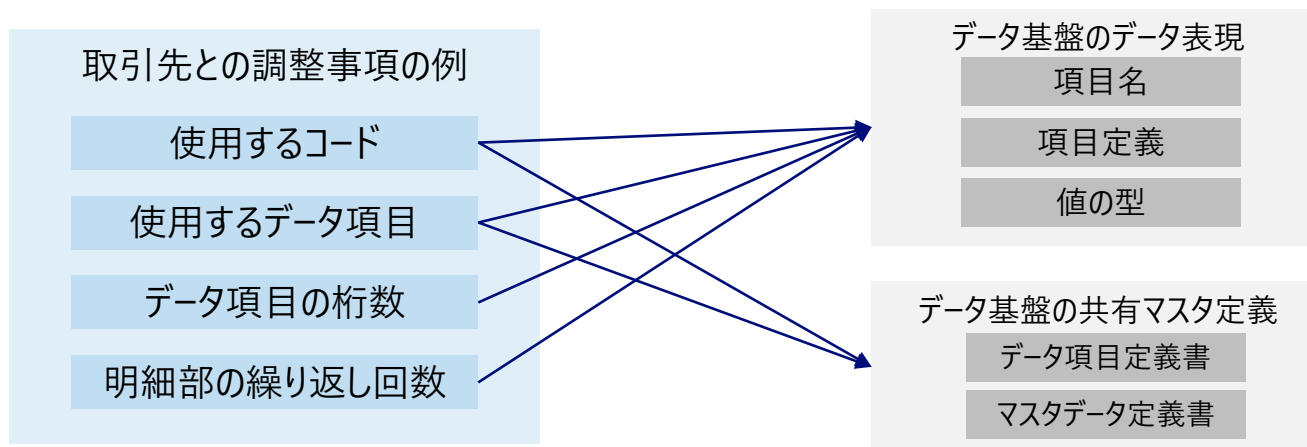 取引先との調整事項の例
使用するコード
使用するデータ項目
データ項目の桁数
明細部の繰り返し回数
データ基盤のデータ表現
項目名
項目定義
値の型
データ基盤の共有マスタ定義
データ項目定義書
マスタデータ定義書